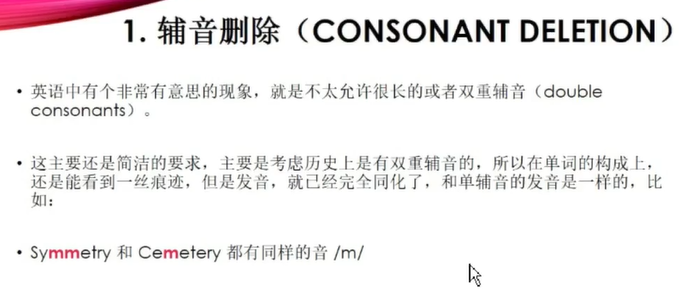 1. 辅音删除（CONSONANT DELETION）
• 英语中有个非常有意思的现象，就是不太允许很长的或者双重辅音（double
consonants）。
• 这主要还是简洁的要求，主要是考虑历史上是有双重辅音的，所以在单词的构成上，
还是能看到一丝痕迹，但是发音，就已经完全同化了，和单辅音的发音是一样的，比
如：
• Symmetry 和 Cemetery 都有同样的音 /m/